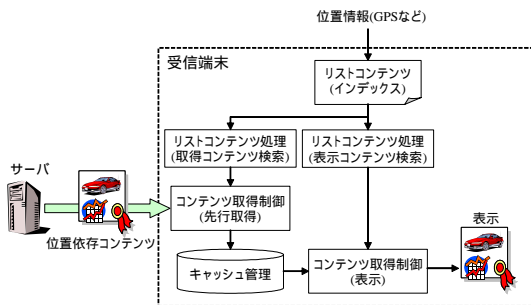 位置情報(GPSなど)
受信端末
リストコンテンツ
(インデックス)
リストコンテンツ処理
(取得コンテンツ検索)
リストコンテンツ処理
(表示コンテンツ検索)
サーバ
位置依存コンテンツ
コンテンツ取得制御
(先行取得)
キャッシュ管理
コンテンツ取得制御
(表示)
表示